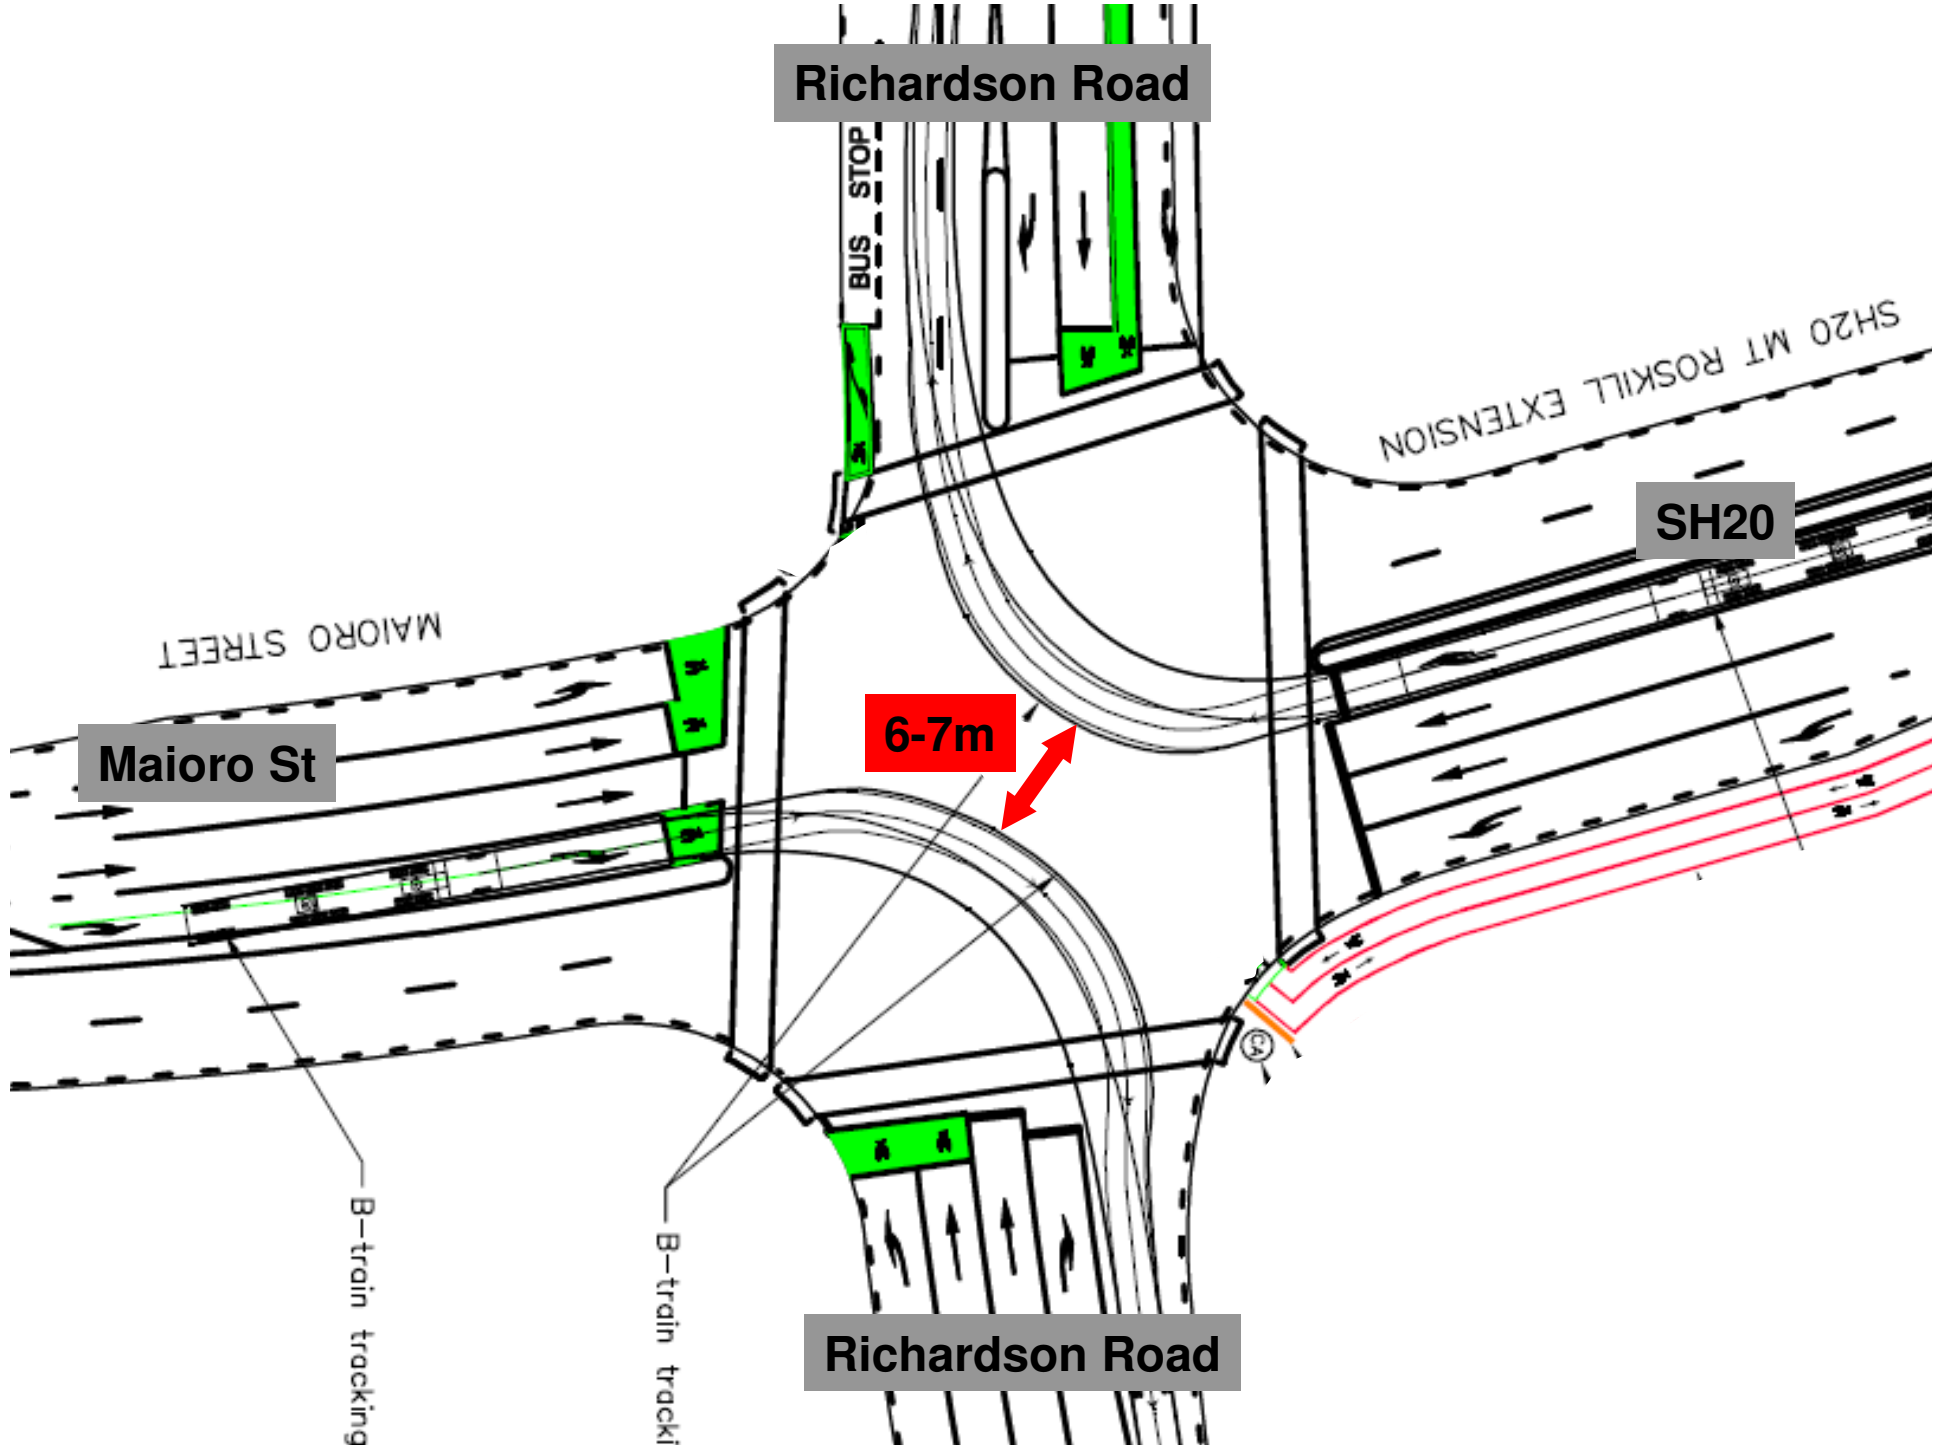 Richardson Road
BUS STOP
SH20 MT ROSKILL EXTENSION
SH20
MAIORO STREET
6-7m
Maioro St
CA
B-train tracking
B-train tracki
Richardson Road